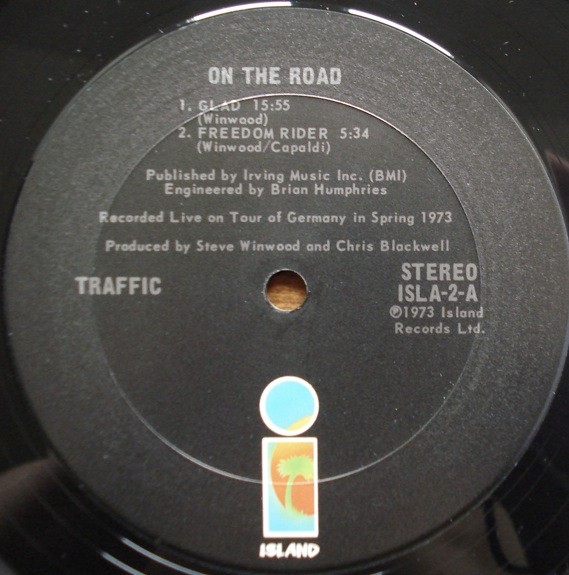 ON THE ROAD
1. GLAD 15:55
(Winwood)
2. FREEDOM RIDER 5:34
(Winwood/Capaldi)
Published by Irving Music Inc. (BMI)
Engineered by Brian Humphries
Recorded Live on Tour of Germany in Spring 1973
Produced by Steve Winwood and Chris Blackwell
TRAFFIC
STEREO
ISLA-2-A
℗1973 Island
Records Ltd.
ISLAND